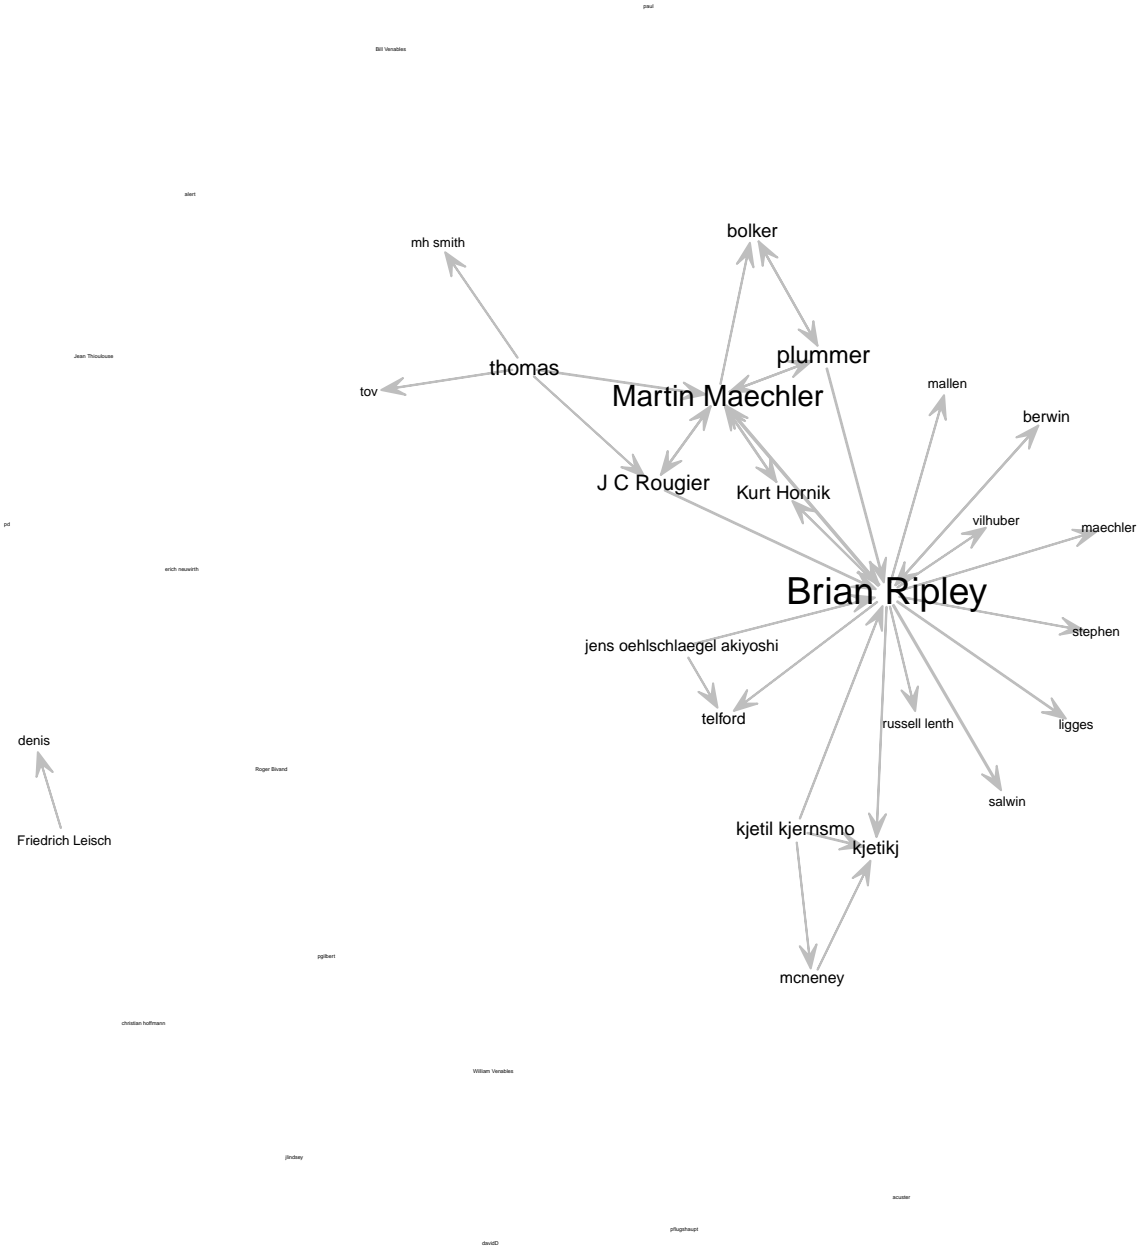 paul
Bill Venables
alert
bolker
mh smith
Jean Thioulouse
plummer
thomas
mallen
tov
Martin Maechler
berwin
J C Rougier
Kurt Hornik
vilhuber
pd
maechler
erich neuwirth
Brian Ripley
stephen
jens oehlschlaegel akiyoshi
telford
russell lenth
ligges
denis
Roger Bivand
salwin
kjetil kjernsmo
Friedrich Leisch
kjetikj
pgilbert
mcneney
christian hoffmann
William Venables
jlindsey
acuster
pflugshaupt
davidD